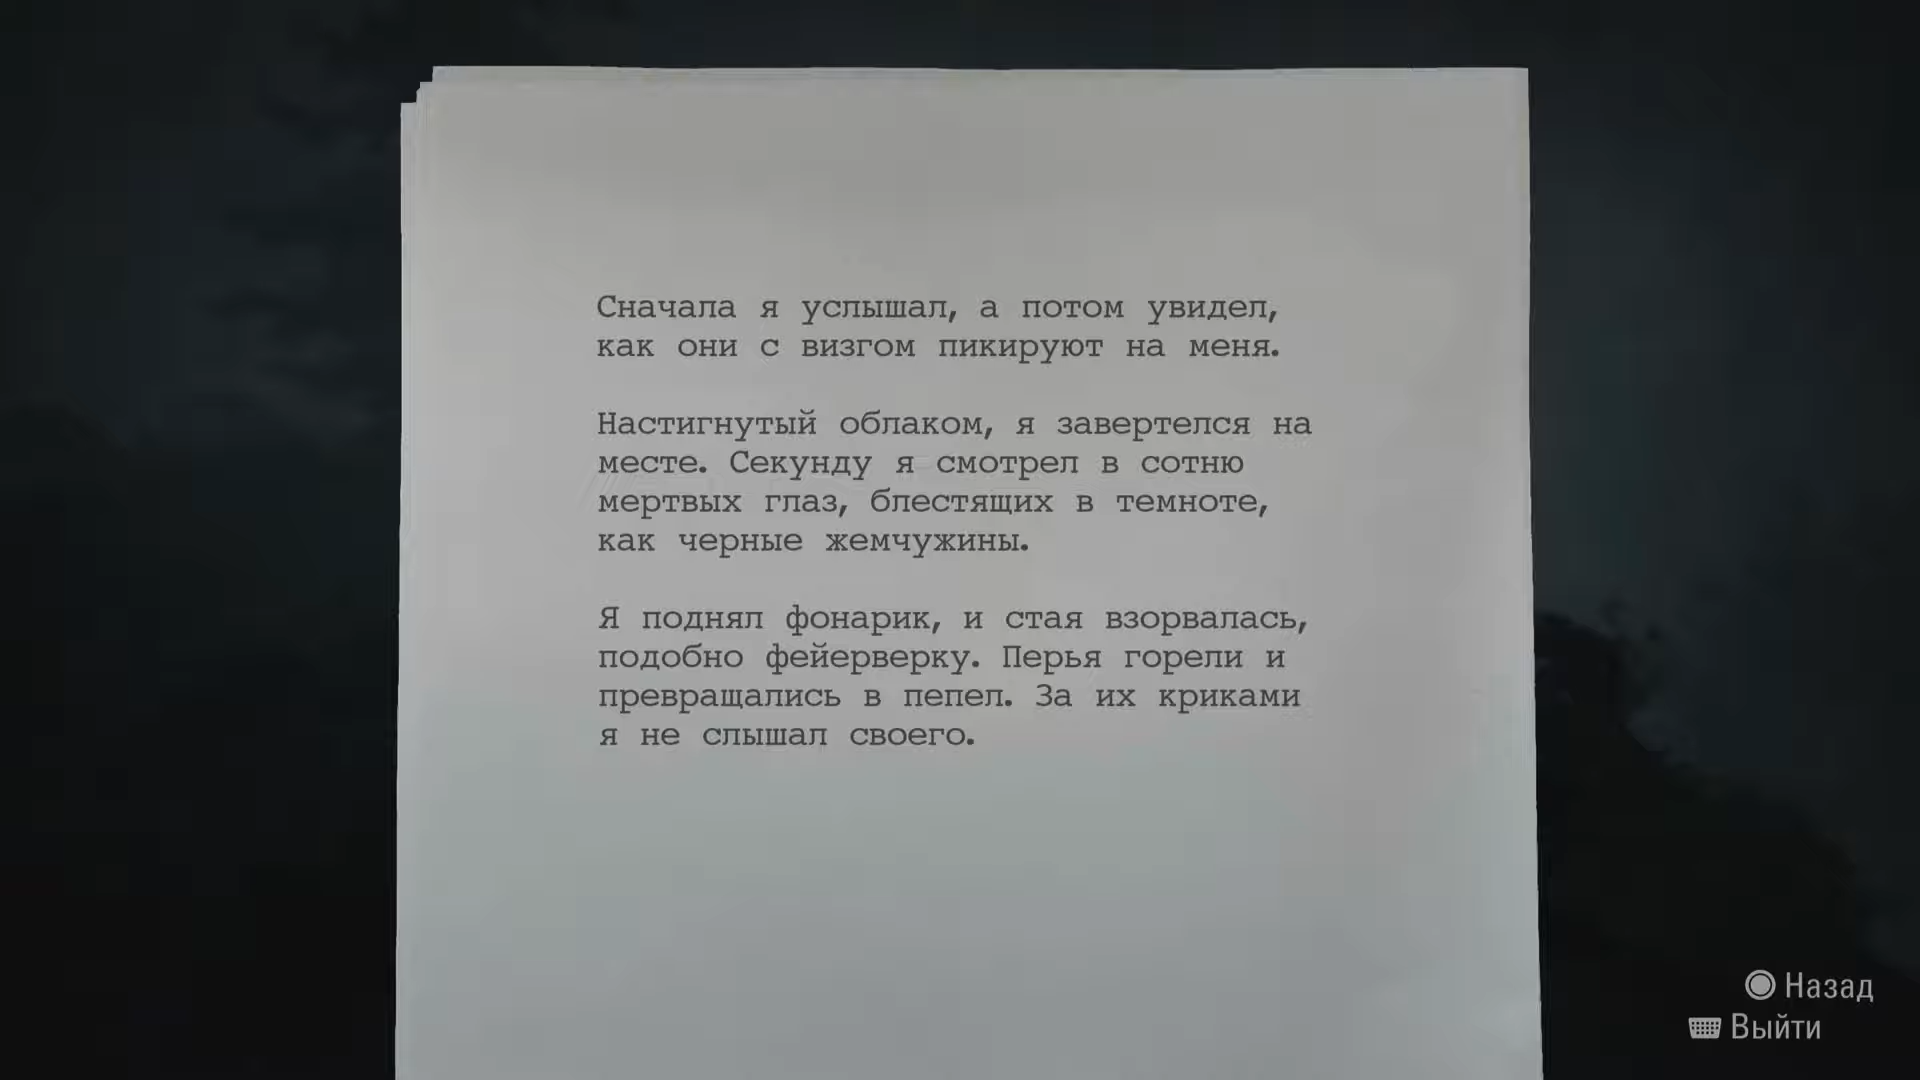 Сначала я услышал, а потом увидел,
как они с визгом пикируют на меня.
Настигнутый облаком, я завертелся на
месте. Секунду я смотрел в сотню
мертвых глаз, блестящих в темноте,
как черные жемчужины.
Я поднял фонарик, и стая взорвалась,
подобно фейерверку. Перья горели и
превращались в пепел. За их криками
я не слышал своего.
Назад
Выйти